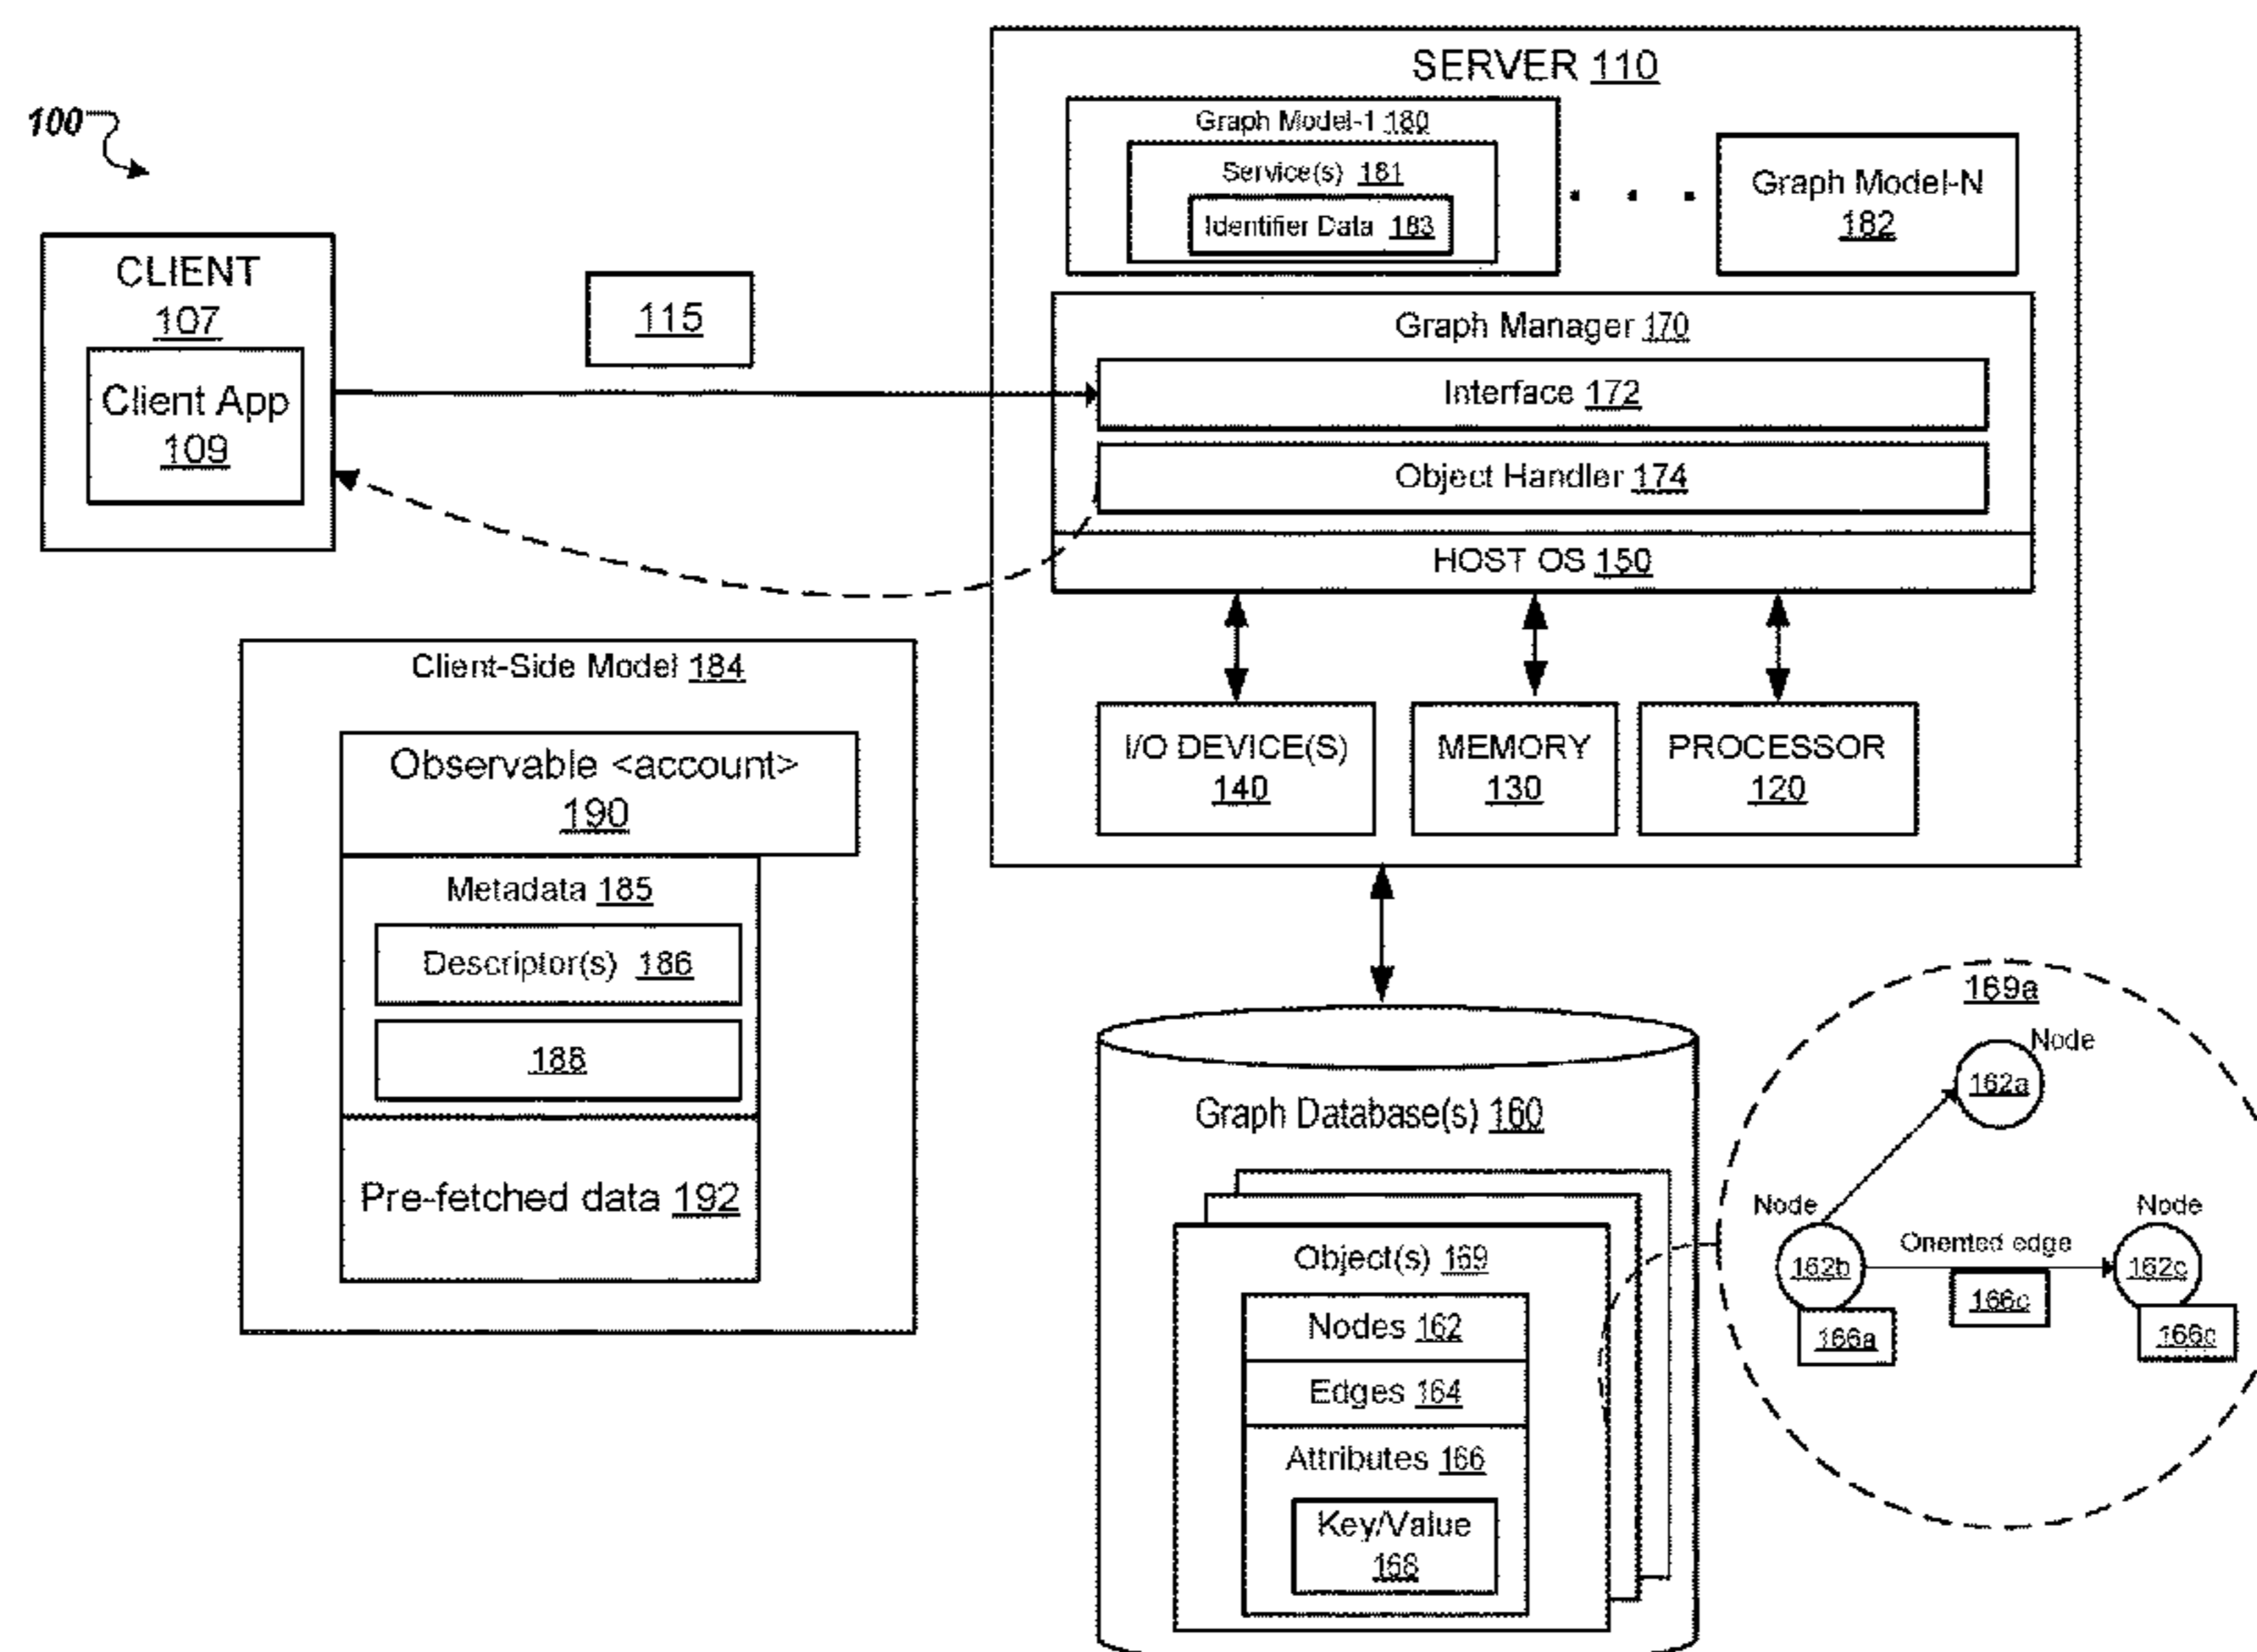 100
CLIENT
107
Client App
109
115
SERVER 110
Graph Model-1 180
Service(s) 181
Identifier Data 183
. . .
Graph Model-N
182
Graph Manager 170
Interface 172
Object Handler 174
HOST OS 150
I/O DEVICE(S)
140
MEMORY
130
PROCESSOR
120
Client-Side Model 184
Observable <account>
190
Metadata 185
Descriptor(s) 186
188
Pre-fetched data 192
Graph Database(s) 160
Object(s) 169
Nodes 162
Edges 164
Attributes 166
Key/Value
168
169a
Node
162a
Node
162b
166a
Oriented edge
166c
Node
162c